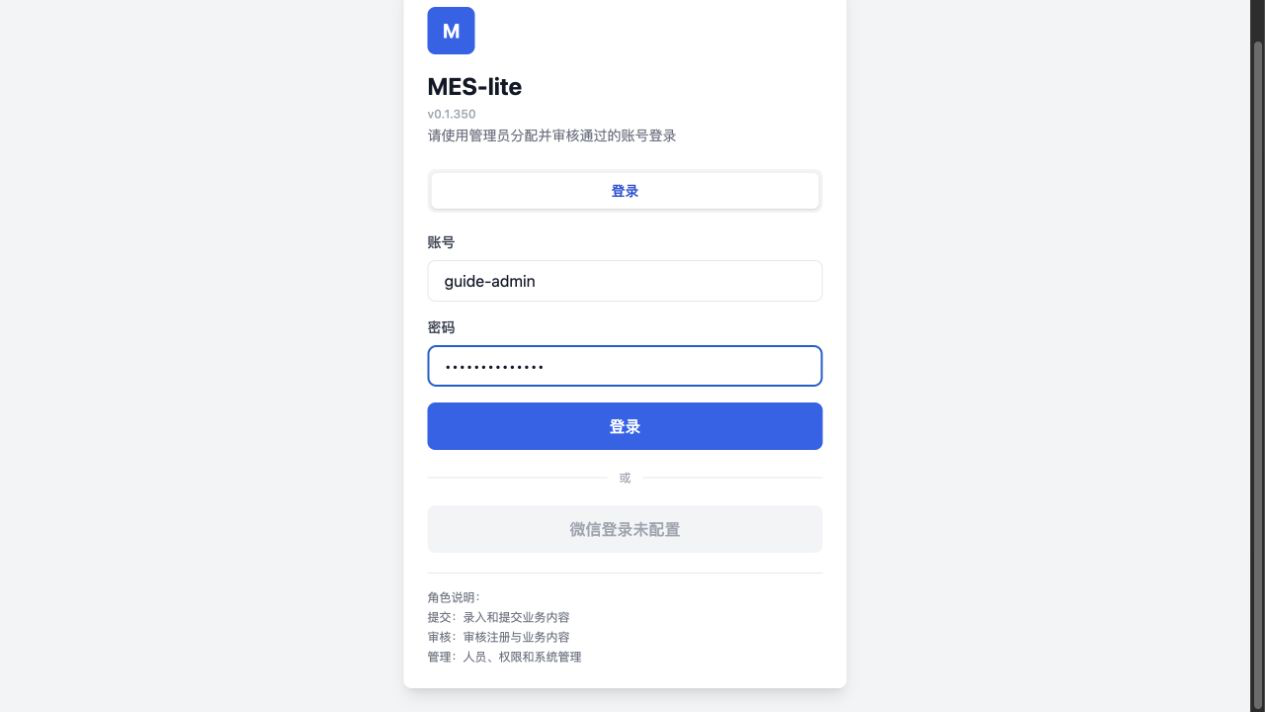 M
MES-lite
v0.1.350
请使用管理员分配并审核通过的账号登录
登录
账号
guide-admin
密码
••••••••••••••
登录
或
微信登录未配置
角色说明：
提交：录入和提交业务内容
审核：审核注册与业务内容
管理：人员、权限和系统管理